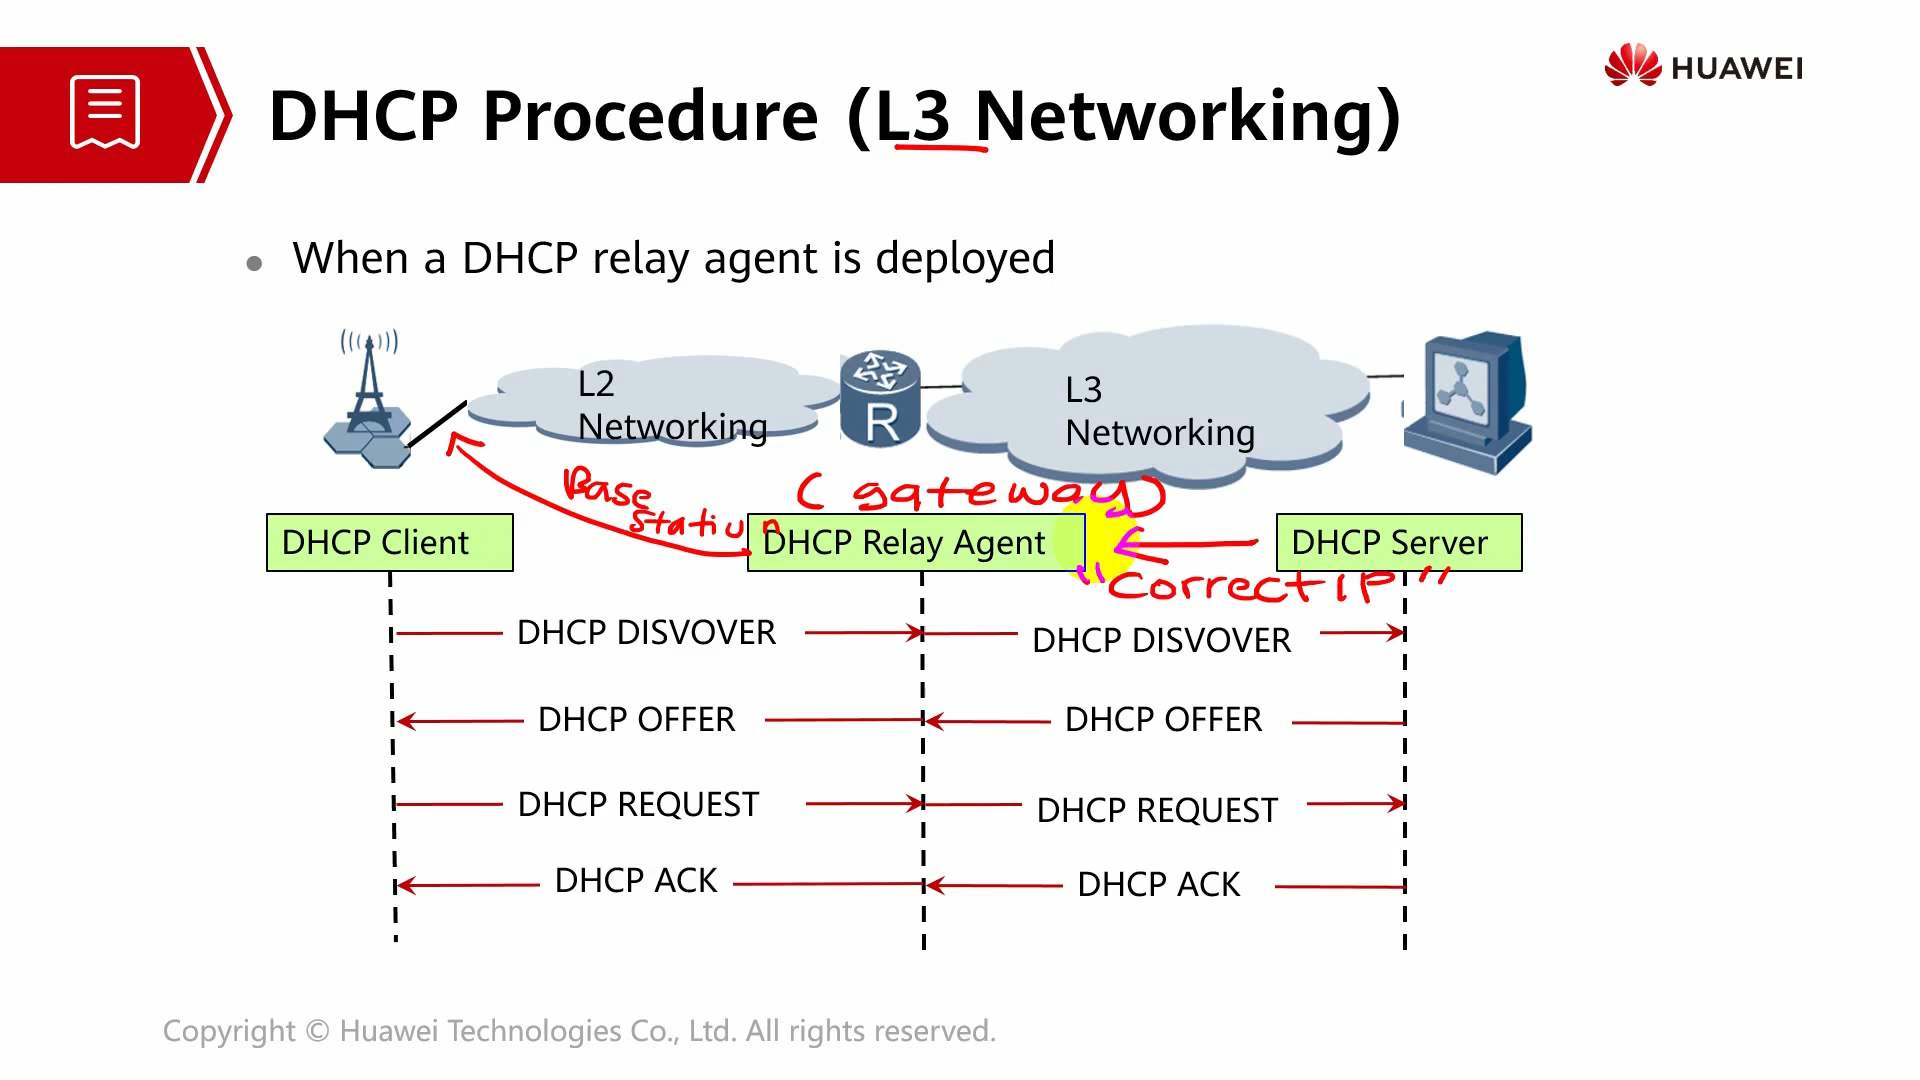 HUAWEI
DHCP Procedure (L3 Networking)
When a DHCP relay agent is deployed
L2
Networking
R
L3
Networking
Base
station
(gateway)
DHCP Client
DHCP Relay Agent
DHCP Server
"Correct IP"
DHCP DISVOVER
DHCP DISVOVER
DHCP OFFER
DHCP OFFER
DHCP REQUEST
DHCP REQUEST
DHCP ACK
DHCP ACK
Copyright © Huawei Technologies Co., Ltd. All rights reserved.